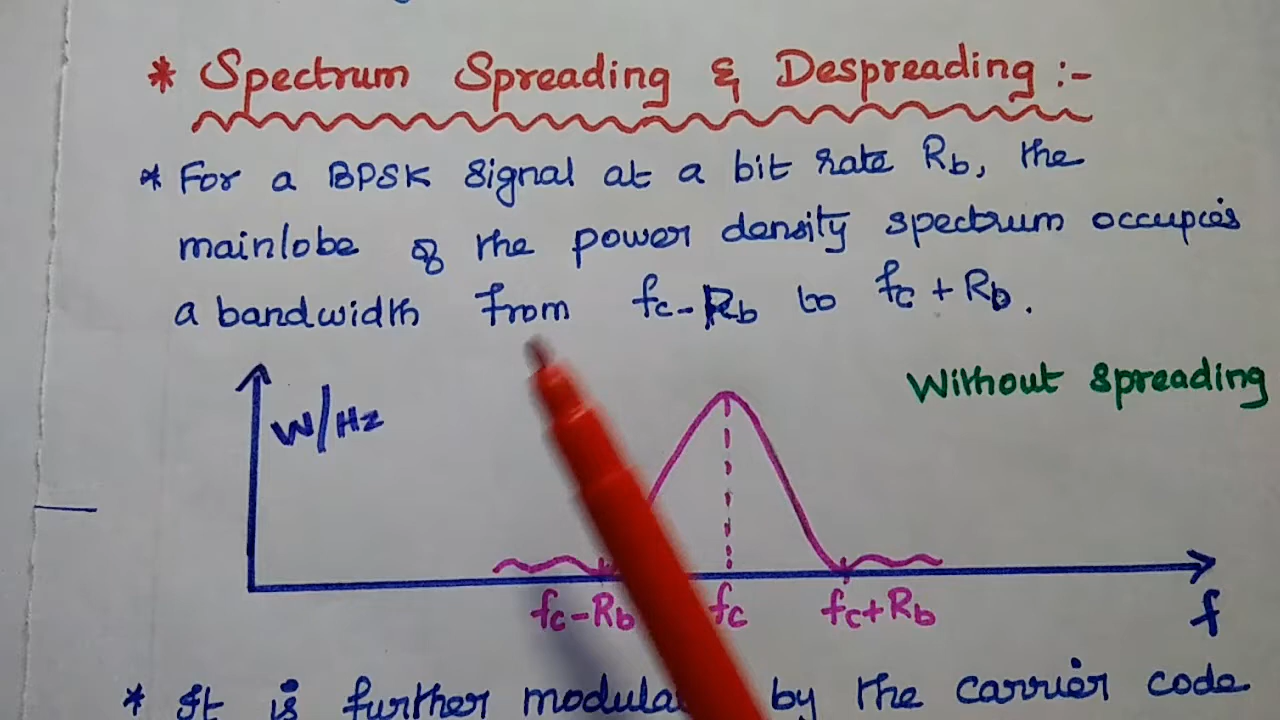 * Spectrum Spreading & Despreading :-
* For a BPSK signal at a bit rate Rb, the
mainlobe of the power density spectrum occupies
a bandwidth from fc-Rb to fc+Rb.
Without spreading
W/Hz
fc-Rb fc fc+Rb
f
* It is further by the carrier code